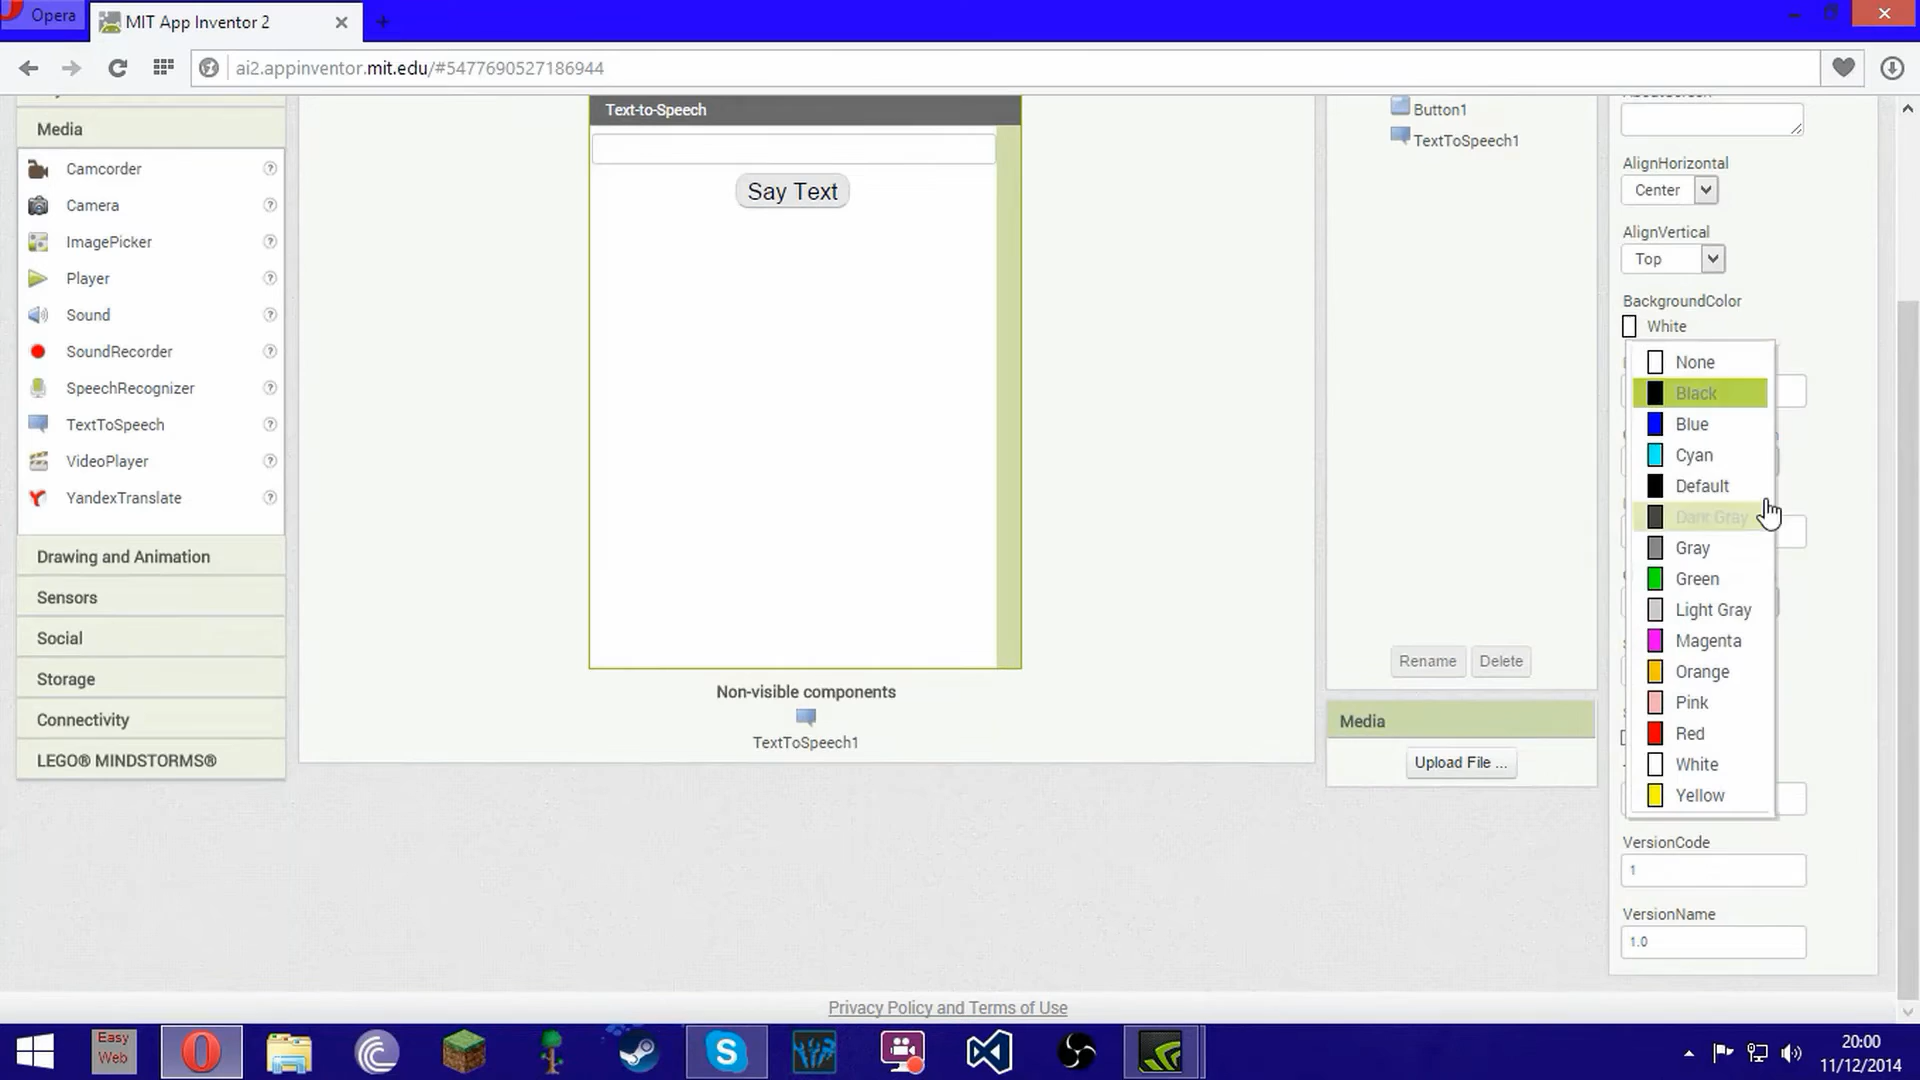 Opera
MIT App Inventor 2
ai2.appinventor.mit.edu/#5477690527186944
Media
Camcorder
Camera
ImagePicker
Player
Sound
SoundRecorder
SpeechRecognizer
TextToSpeech
VideoPlayer
YandexTranslate
Drawing and Animation
Sensors
Social
Storage
Connectivity
LEGO® MINDSTORMS®
Text-to-Speech
Say Text
Non-visible components
TextToSpeech1
Button1
TextToSpeech1
Rename
Delete
Media
Upload File ...
AlignHorizontal
Center
AlignVertical
Top
BackgroundColor
White
None
Black
Blue
Cyan
Default
Dark Gray
Gray
Green
Light Gray
Magenta
Orange
Pink
Red
White
Yellow
VersionCode
1
VersionName
1.0
Privacy Policy and Terms of Use
Easy
Web
20:00
11/12/2014